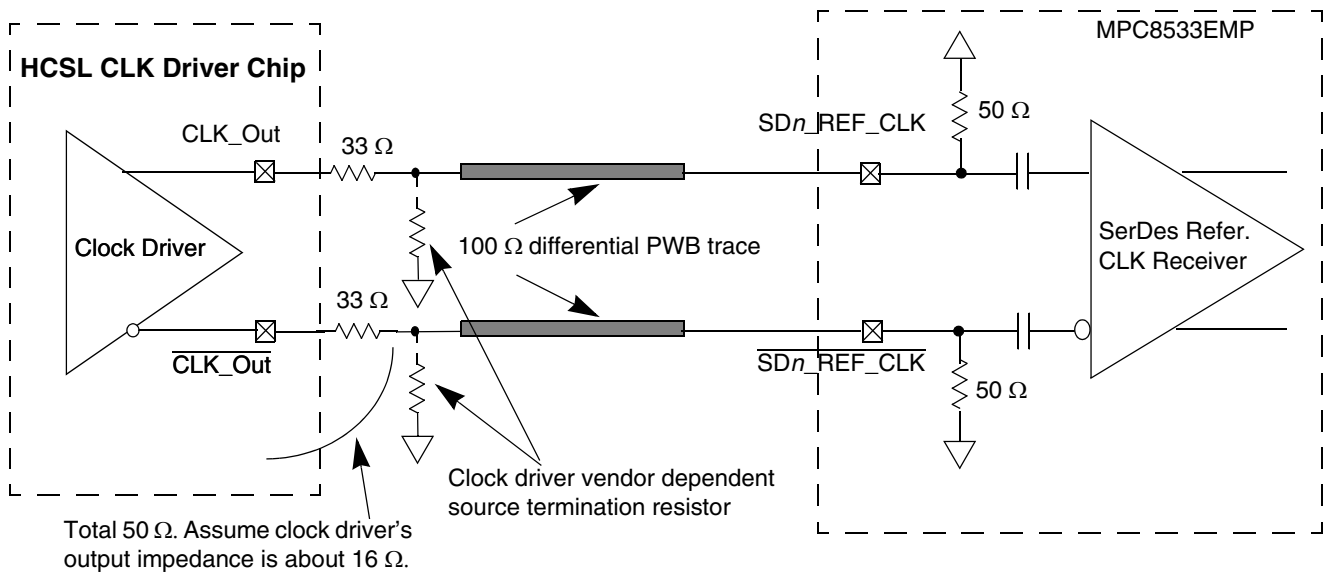 MPC8533EMP
HCSL CLK Driver Chip
50 Ω
CLK_Out
SDn_REF_CLK
33 Ω
Clock Driver
100 Ω differential PWB trace
SerDes Refer.
CLK Receiver
33 Ω
CLK_Out
SDn_REF_CLK
50 Ω
Clock driver vendor dependent
source termination resistor
Total 50 Ω. Assume clock driver's
output impedance is about 16 Ω.